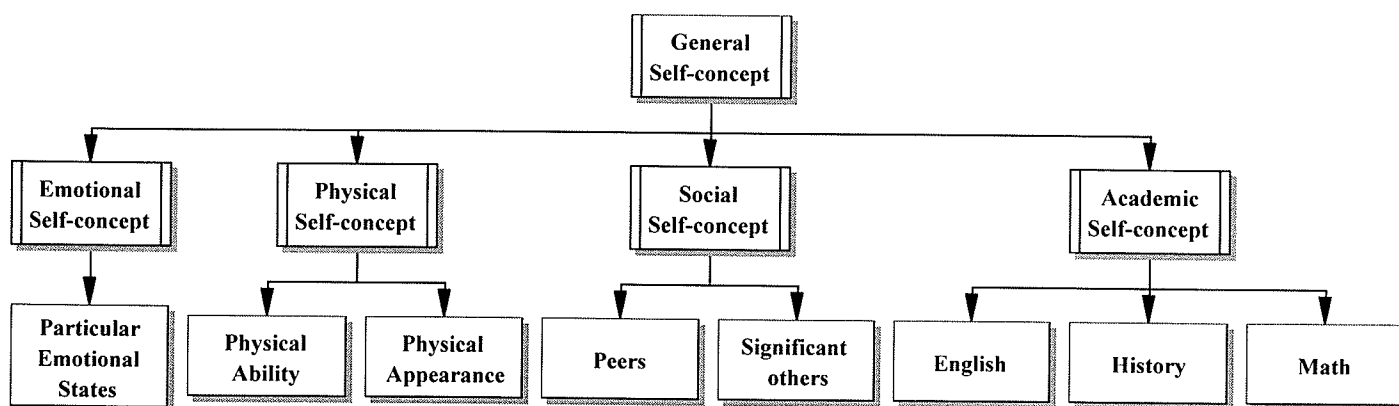 General
Self-concept
Emotional
Self-concept
Physical
Self-concept
Social
Self-concept
Academic
Self-concept
Particular
Emotional
States
Physical
Ability
Physical
Appearance
Peers
Significant
others
English
History
Math